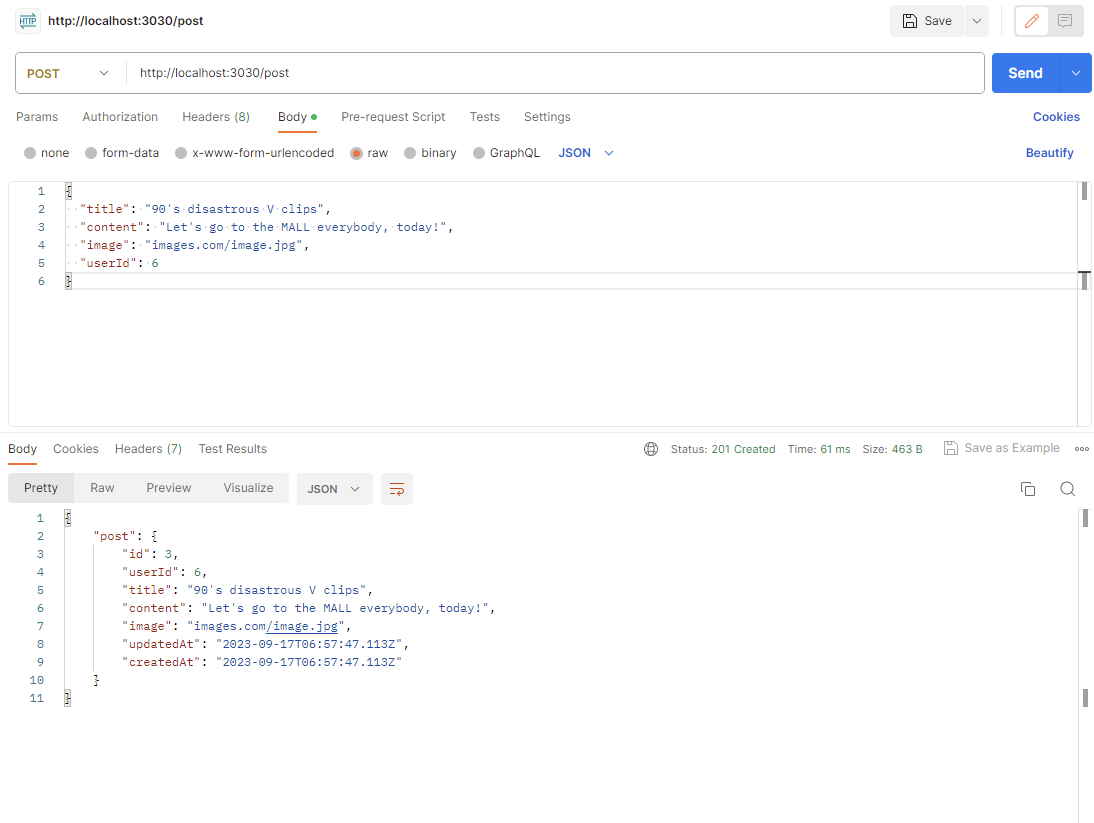 HTTP http://localhost:3030/post Save
POST http://localhost:3030/post Send
Params Authorization Headers (8) Body Pre-request Script Tests Settings Cookies
none form-data x-www-form-urlencoded raw binary GraphQL JSON Beautify
1 {
2 "title": "90's disastrous V clips",
3 "content": "Let's go to the MALL everybody, today!",
4 "image": "images.com/image.jpg",
5 "userId": 6
6 }
Body Cookies Headers (7) Test Results Status: 201 Created Time: 61 ms Size: 463 B Save as Example
Pretty Raw Preview Visualize JSON
1 {
2 "post": {
3 "id": 3,
4 "userId": 6,
5 "title": "90's disastrous V clips",
6 "content": "Let's go to the MALL everybody, today!",
7 "image": "images.com/image.jpg",
8 "updatedAt": "2023-09-17T06:57:47.113Z",
9 "createdAt": "2023-09-17T06:57:47.113Z"
10 }
11 }